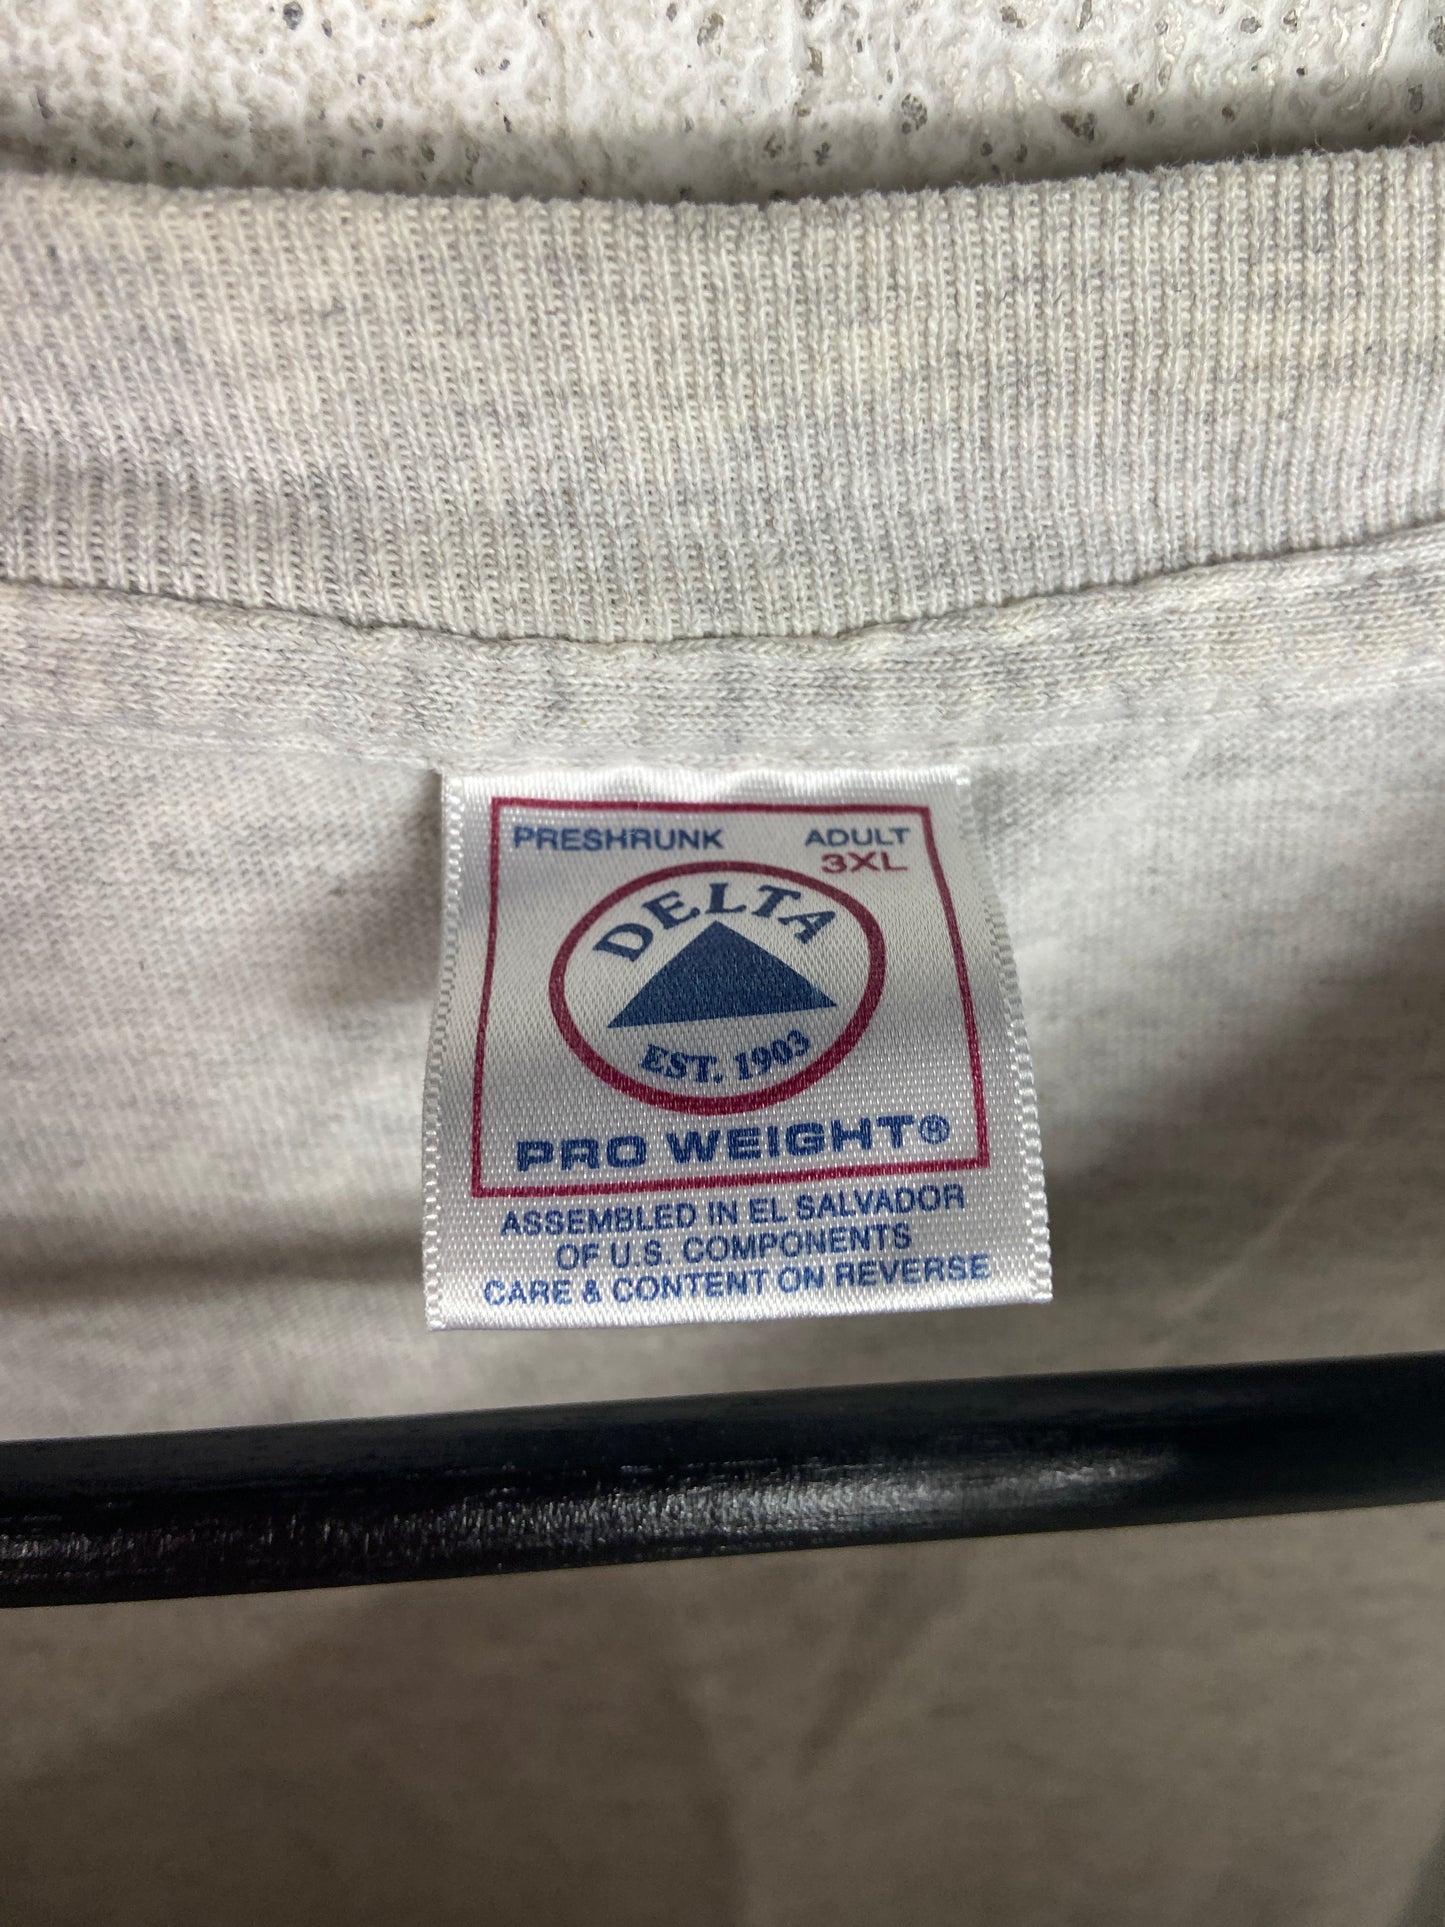 PRESHRUNK ADULT
3XL
DELTA
EST. 1903
PRO WEIGHT®
ASSEMBLED IN EL SALVADOR
OF U.S. COMPONENTS
CARE & CONTENT ON REVERSE